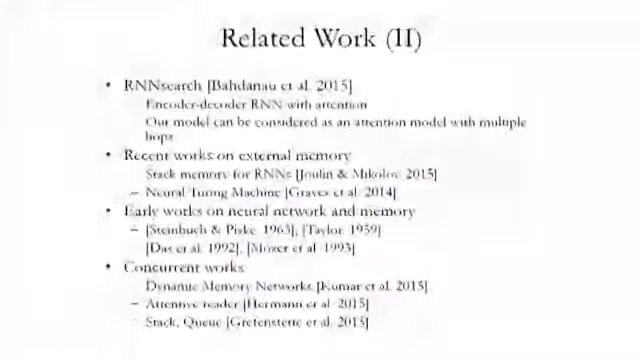 Related Work (II)
• RNNsearch [Bahdanau et al. 2015]
Encoder-decoder RNN with attention
Our model can be considered as an attention model with multiple
hops
• Recent works on external memory
Stack memory for RNNs [Joulin & Mikolov. 2015]
– Neural Turing Machine [Graves et al. 2014]
• Early works on neural network and memory
– [Steinbuch & Piske. 1963], [Taylor. 1959]
[Das et al. 1992], [Mozer et al. 1993]
• Concurrent works
Dynamic Memory Networks [Kumar et al. 2015]
– Attentive reader [Hermann et al. 2015]
– Stack, Queue [Grefenstette et al. 2015]